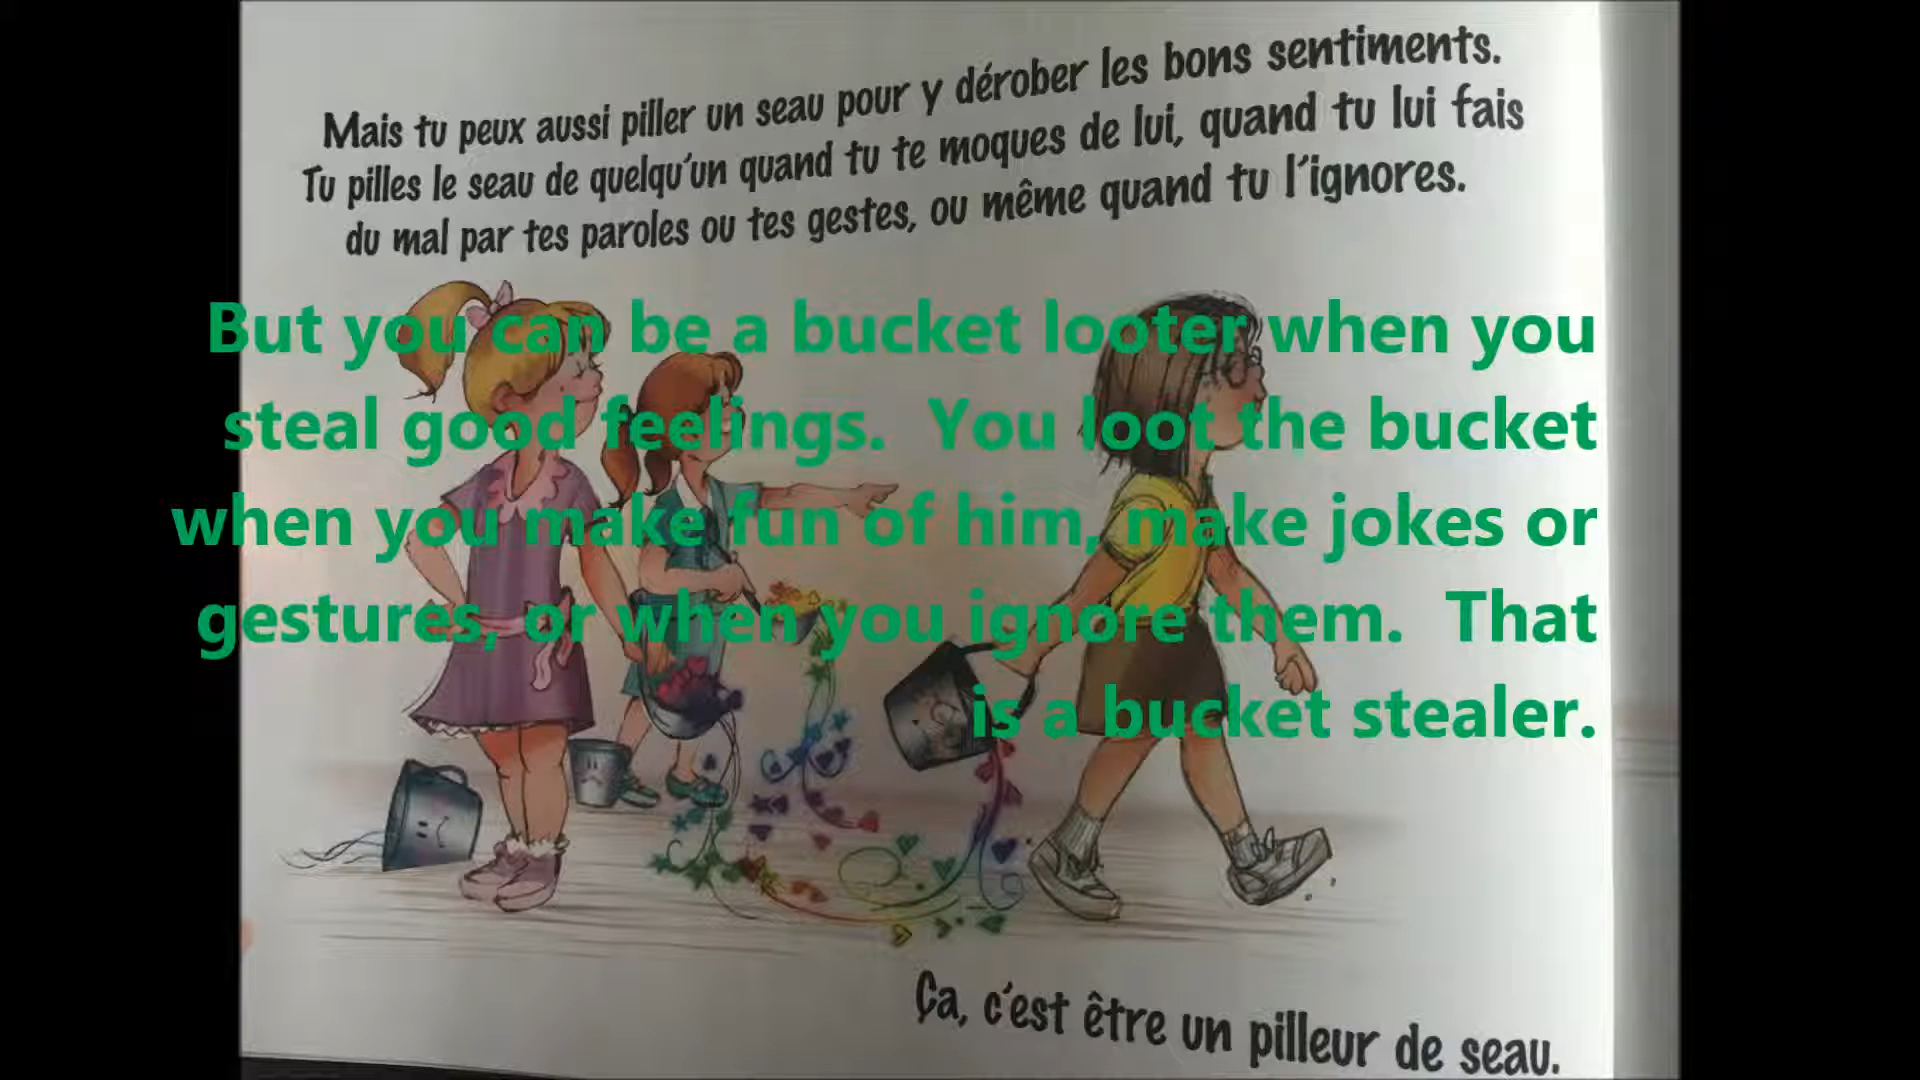 Mais tu peux aussi piller un seau pour y dérober les bons sentiments.
Tu pilles le seau de quelqu'un quand tu te moques de lui, quand tu lui fais
du mal par tes paroles ou tes gestes, ou même quand tu l'ignores.
But you can be a bucket looter when you
steal good feelings. You loot the bucket
when you make fun of him, make jokes or
gestures, or when you ignore them. That
is a bucket stealer.
Ça, c'est être un pilleur de seau.